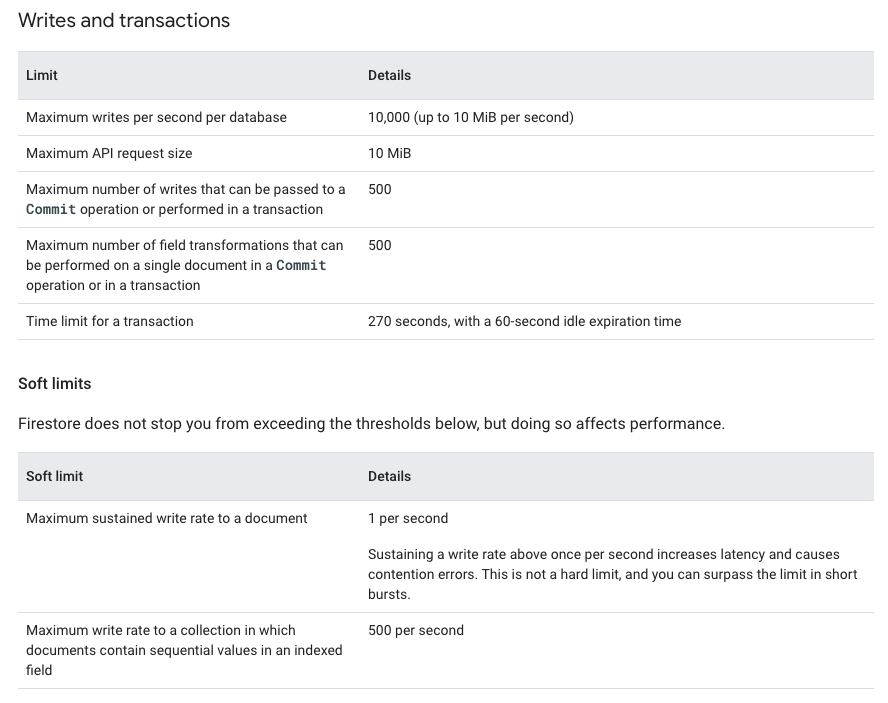 Writes and transactions
Limit
Details
Maximum writes per second per database
10,000 (up to 10 MiB per second)
Maximum API request size
10 MiB
Maximum number of writes that can be passed to a
Commit operation or performed in a transaction
500
Maximum number of field transformations that can
be performed on a single document in a Commit
operation or in a transaction
500
Time limit for a transaction
270 seconds, with a 60-second idle expiration time
Soft limits
Firestore does not stop you from exceeding the thresholds below, but doing so affects performance.
Soft limit
Details
Maximum sustained write rate to a document
1 per second
Sustaining a write rate above once per second increases latency and causes
contention errors. This is not a hard limit, and you can surpass the limit in short
bursts.
Maximum write rate to a collection in which
documents contain sequential values in an indexed
field
500 per second